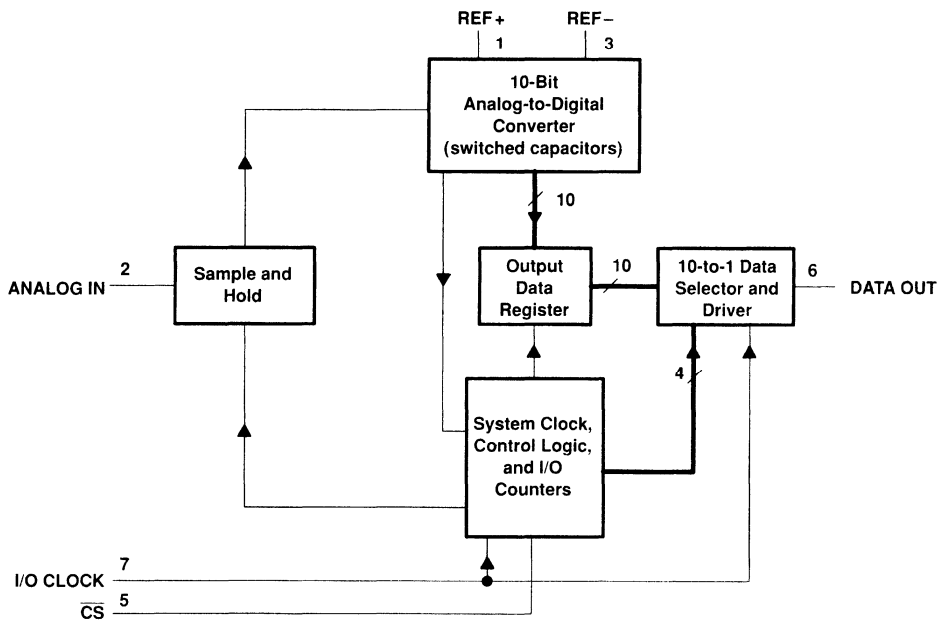 REF+
REF−
1
3
10-Bit
Analog-to-Digital
Converter
(switched capacitors)
10
2
ANALOG IN
Sample and
Hold
Output
Data
Register
10
10-to-1 Data
Selector and
Driver
6
DATA OUT
4
System Clock,
Control Logic,
and I/O
Counters
7
I/O CLOCK
5
C̅S̅